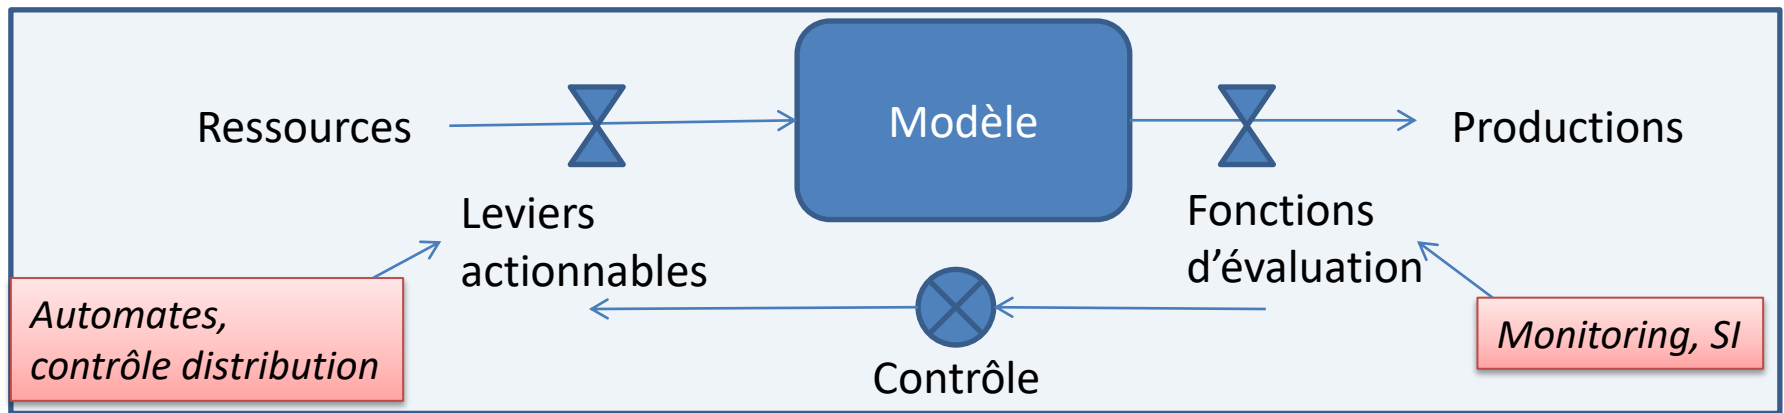 Ressources
Modèle
Productions
Leviers
actionnables
Fonctions
d’évaluation
Automates,
contrôle distribution
Monitoring, SI
Contrôle